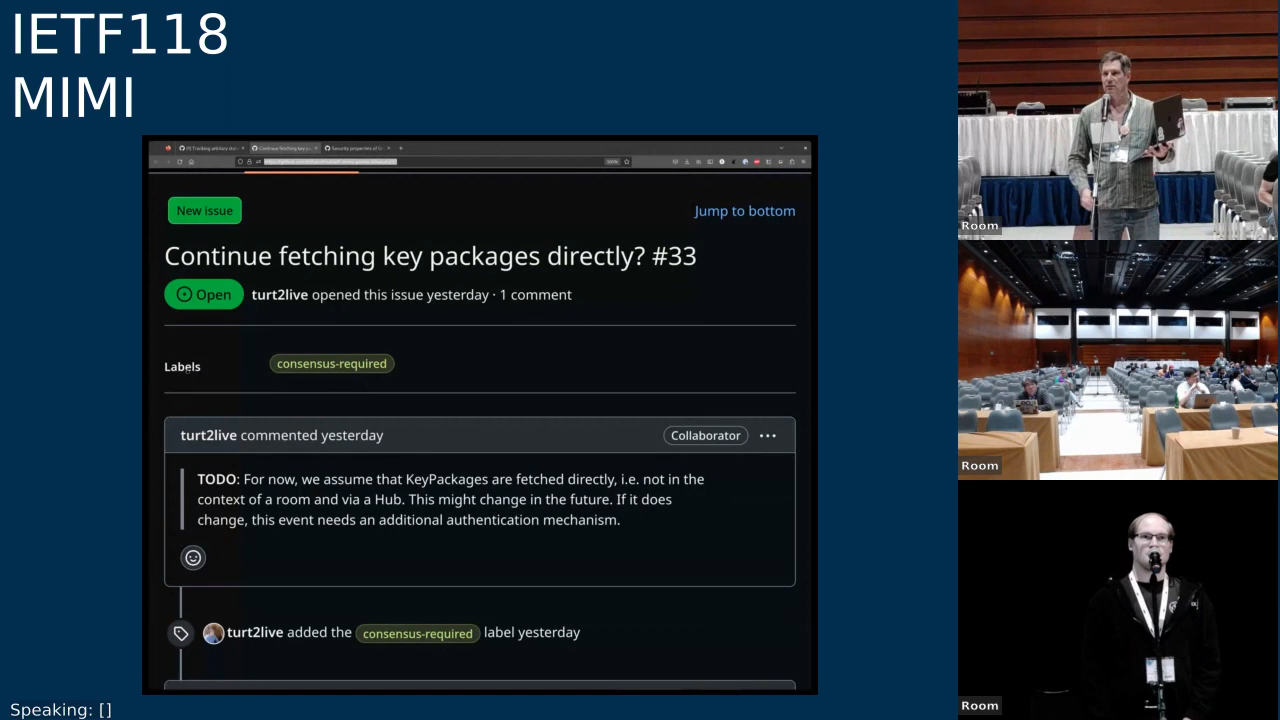 IETF118
MIMI
New issue
Jump to bottom
Continue fetching key packages directly? #33
Open
turt2live opened this issue yesterday · 1 comment
Labels
consensus-required
turt2live commented yesterday
Collaborator
TODO: For now, we assume that KeyPackages are fetched directly, i.e. not in the
context of a room and via a Hub. This might change in the future. If it does
change, this event needs an additional authentication mechanism.
turt2live added the consensus-required label yesterday
Speaking: []
Room
Room
Room